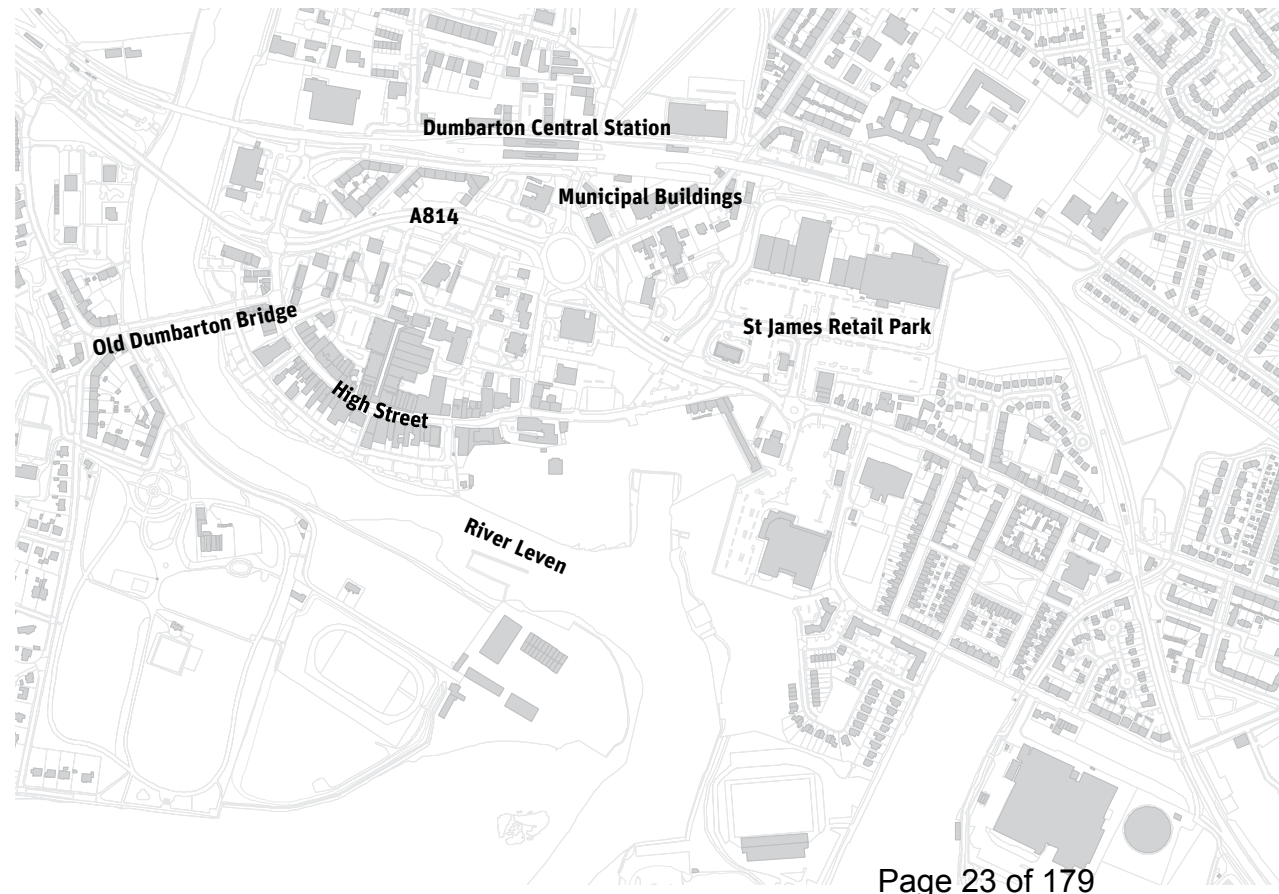 Dumbarton Central Station
Municipal Buildings
A814
Old Dumbarton Bridge
St James Retail Park
High Street
River Leven
Page 23 of 179